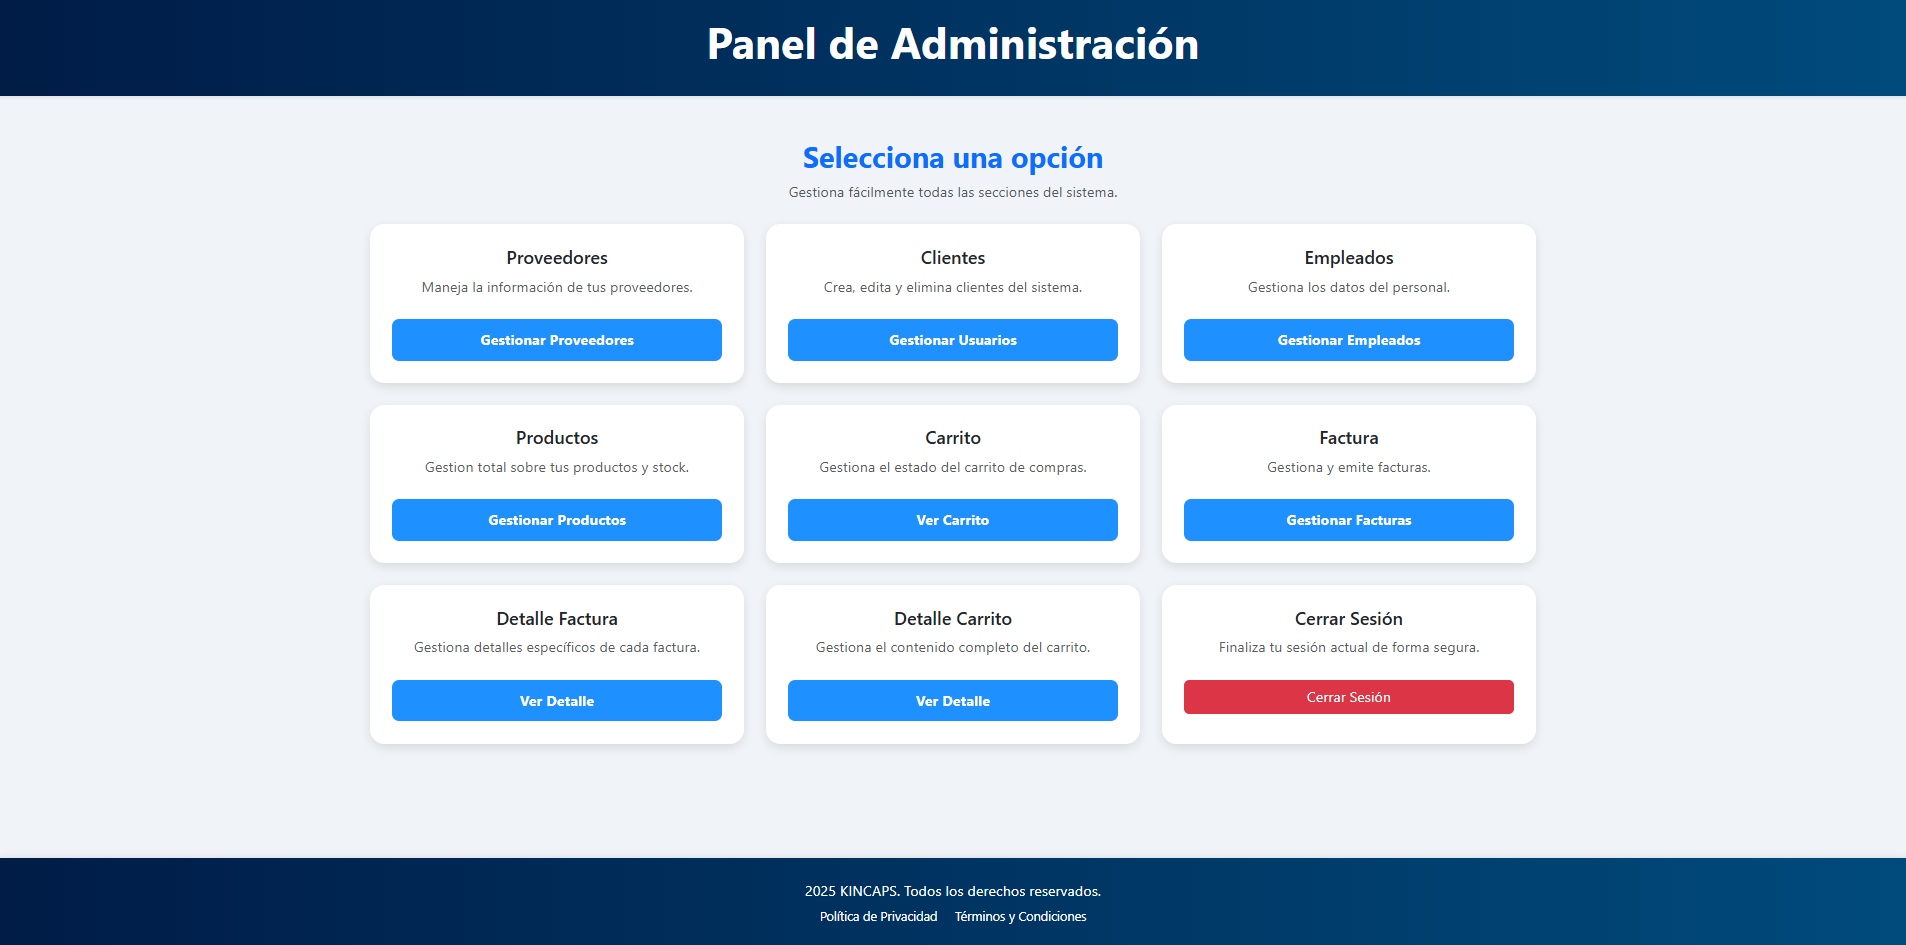 Panel de Administración
Selecciona una opción
Gestiona fácilmente todas las secciones del sistema.
Proveedores
Maneja la información de tus proveedores.
Gestionar Proveedores
Clientes
Crea, edita y elimina clientes del sistema.
Gestionar Usuarios
Empleados
Gestiona los datos del personal.
Gestionar Empleados
Productos
Gestion total sobre tus productos y stock.
Gestionar Productos
Carrito
Gestiona el estado del carrito de compras.
Ver Carrito
Factura
Gestiona y emite facturas.
Gestionar Facturas
Detalle Factura
Gestiona detalles específicos de cada factura.
Ver Detalle
Detalle Carrito
Gestiona el contenido completo del carrito.
Ver Detalle
Cerrar Sesión
Finaliza tu sesión actual de forma segura.
Cerrar Sesión
2025 KINCAPS. Todos los derechos reservados.
Política de Privacidad Términos y Condiciones